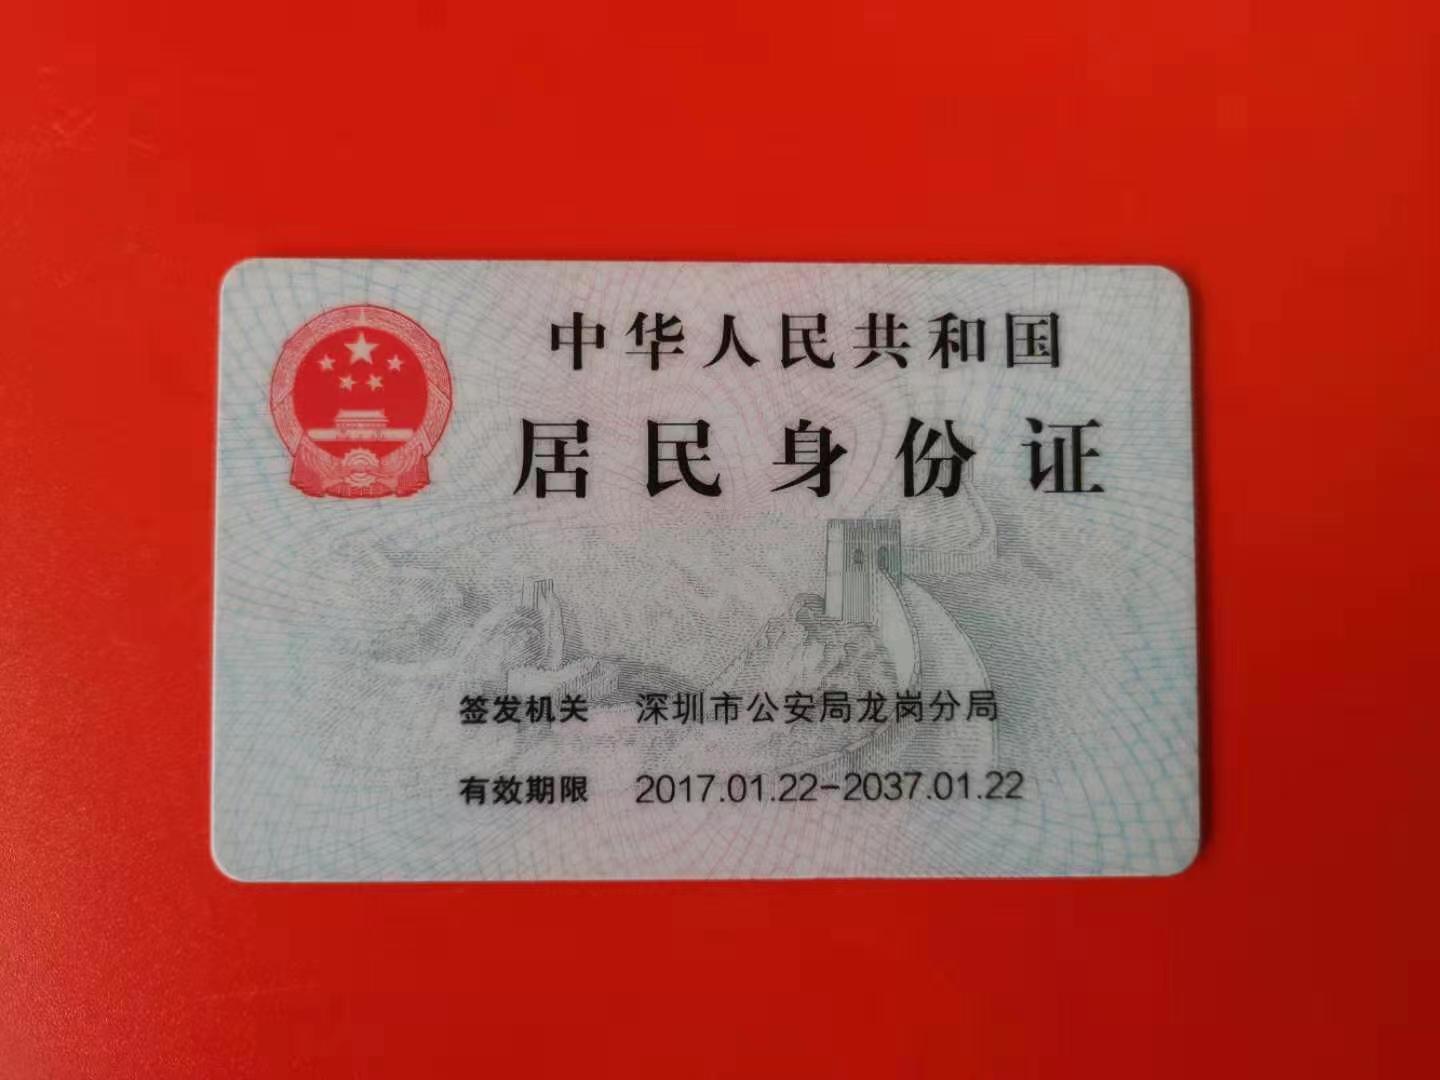 中华人民共和国
居民身份证
签发机关 深圳市公安局龙岗分局
有效期限 2017.01.22-2037.01.22